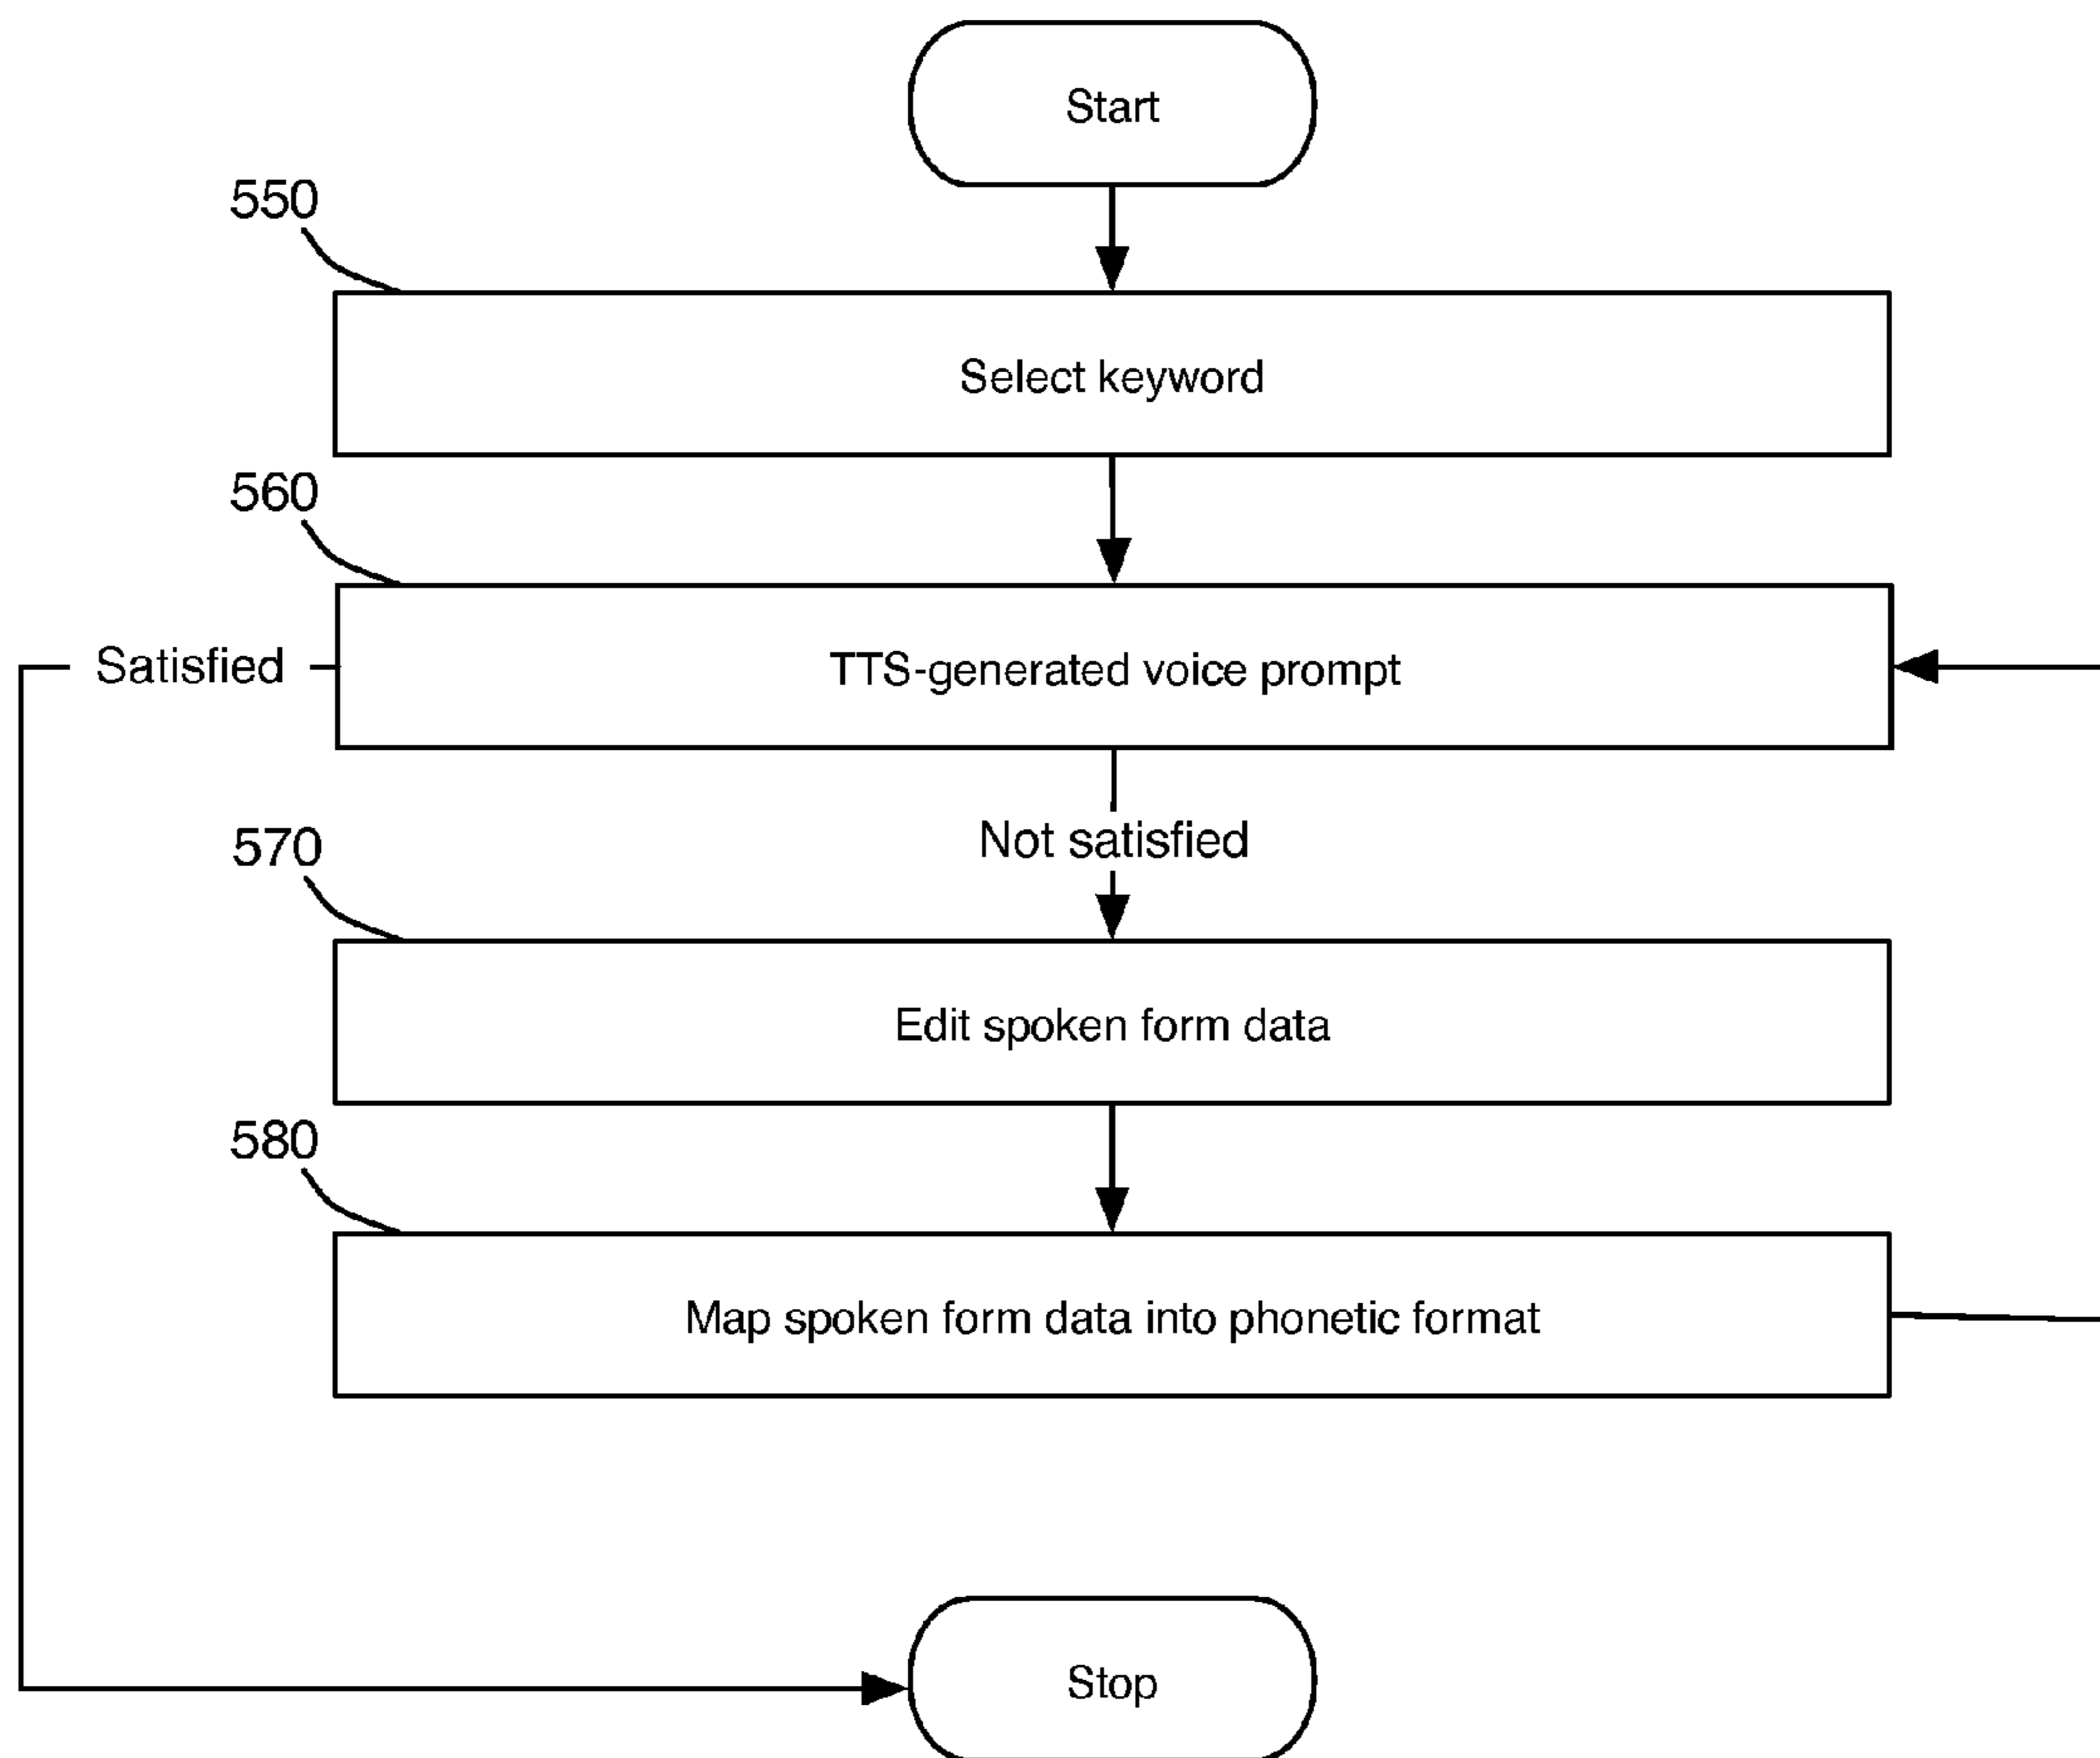 Start
550
Select keyword
560
Satisfied
TTS-generated voice prompt
Not satisfied
570
Edit spoken form data
580
Map spoken form data into phonetic format
Stop